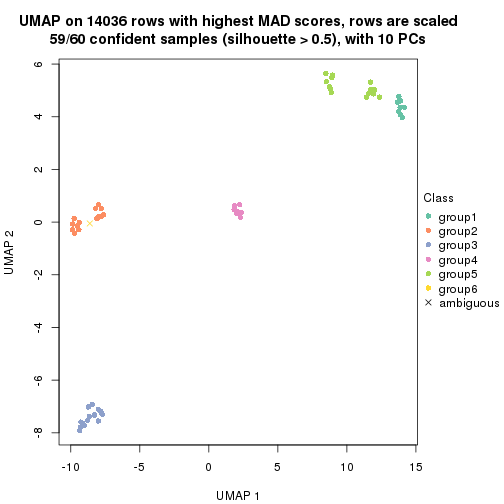 UMAP on 14036 rows with highest MAD scores, rows are scaled
59/60 confident samples (silhouette > 0.5), with 10 PCs
6
4
2
0
-2
-4
-6
-8
UMAP 2
-10
-5
0
5
10
15
UMAP 1
Class
group1
group2
group3
group4
group5
group6
ambiguous